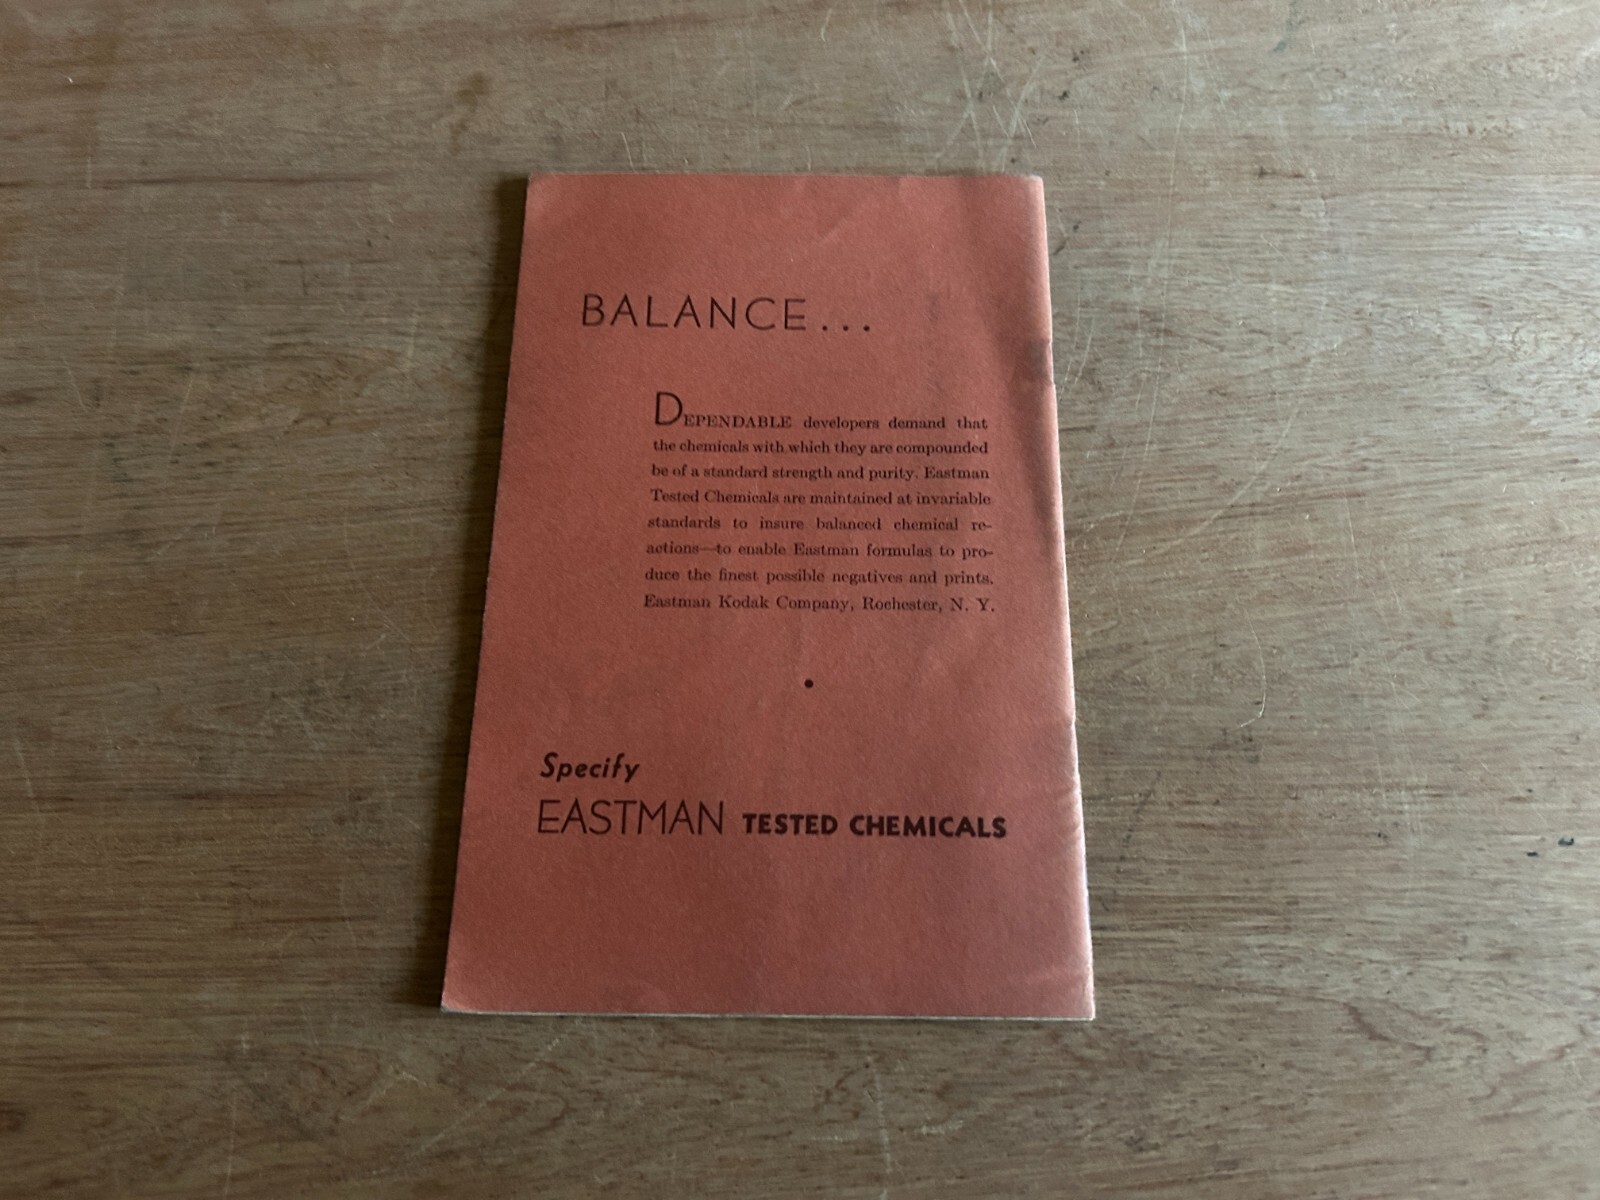 BALANCE...
DEPENDABLE developers demand that
the chemicals with which they are compounded
be of a standard strength and purity. Eastman
Tested Chemicals are maintained at invariable
standards to insure balanced chemical re-
actions—to enable Eastman formulas to pro-
duce the finest possible negatives and prints.
Eastman Kodak Company, Rochester, N. Y.
Specify
EASTMAN TESTED CHEMICALS